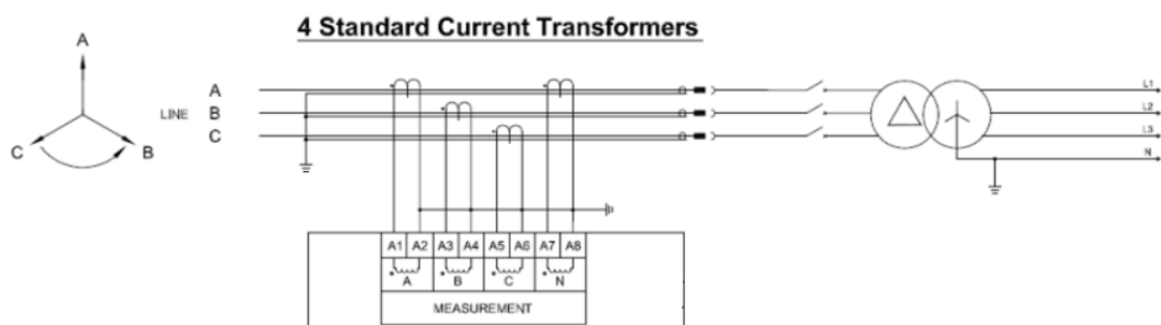 4 Standard Current Transformers
A
C
B
LINE
A
B
C
L1
L2
L3
N
A1 A2 A3 A4 A5 A6 A7 A8
A B C N
MEASUREMENT